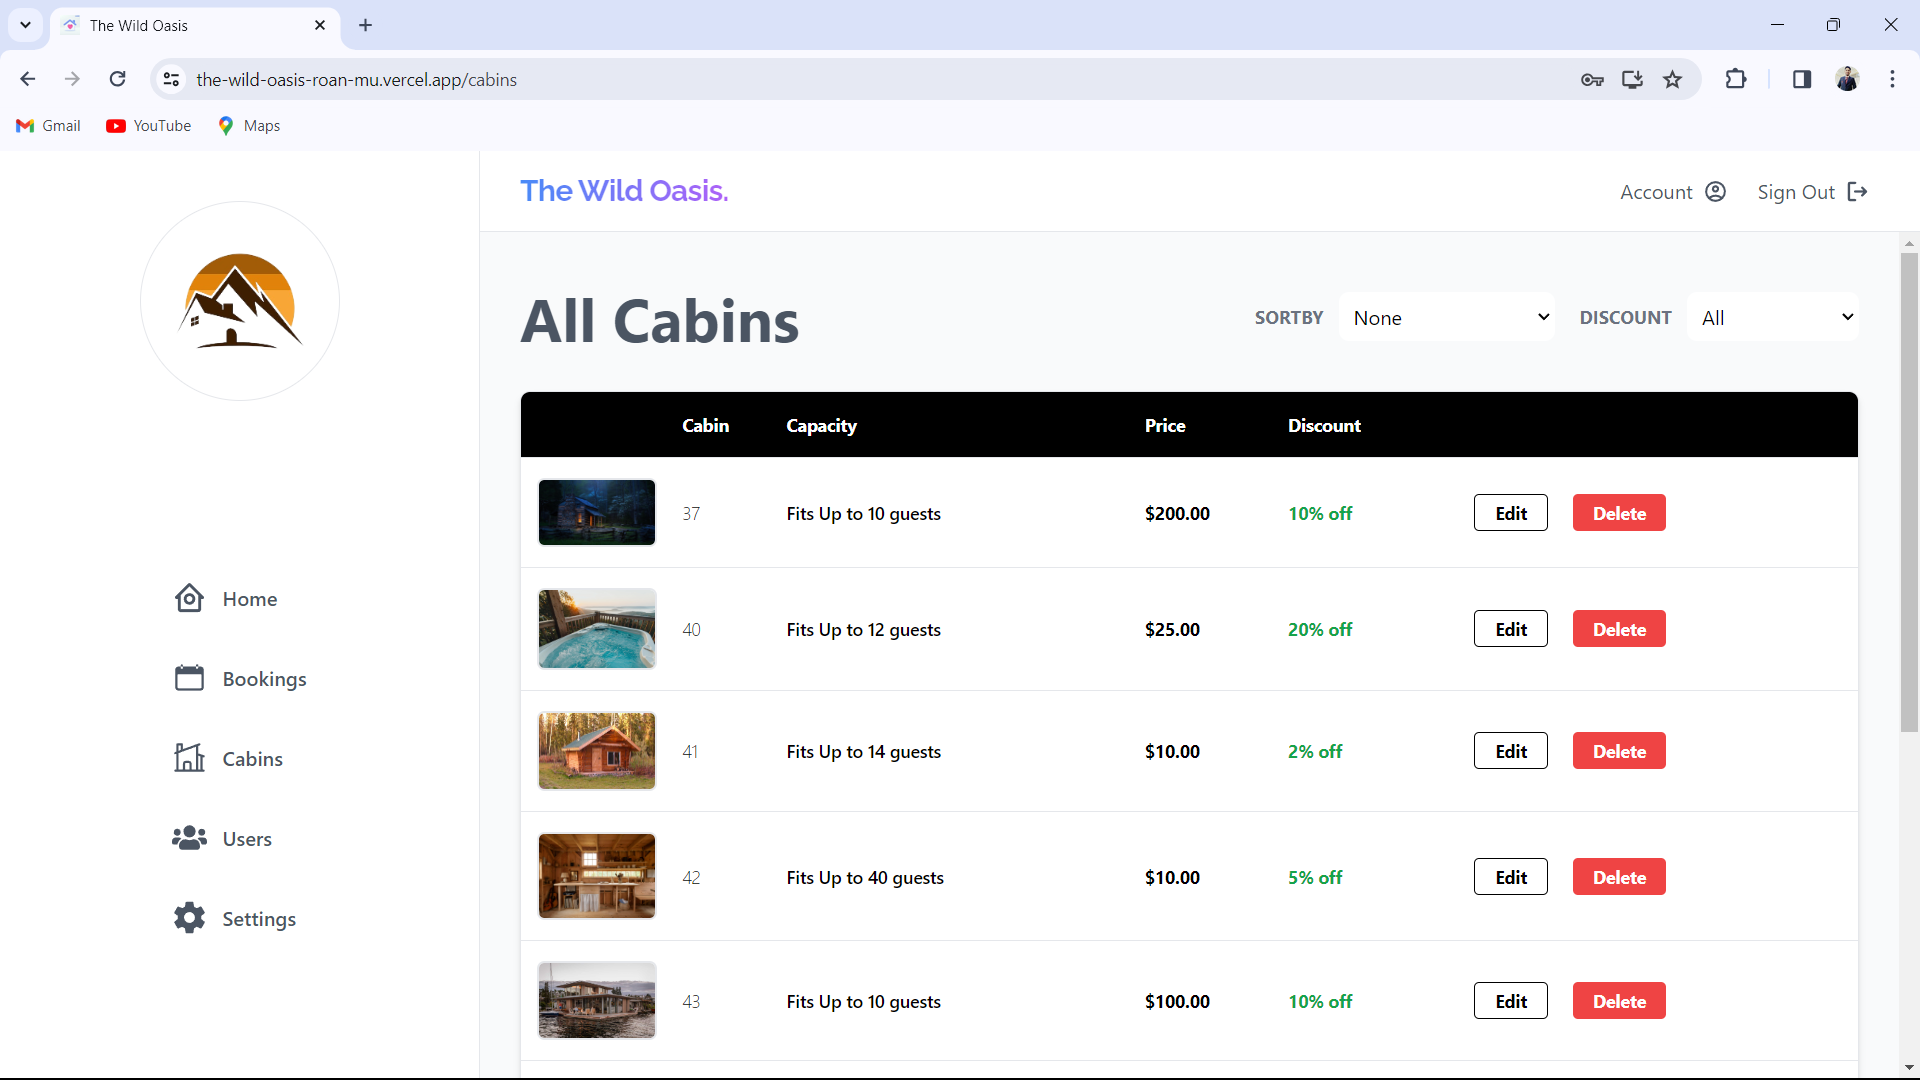 The Wild Oasis
the-wild-oasis-roan-mu.vercel.app/cabins
Gmail YouTube Maps
The Wild Oasis. Account Sign Out
All Cabins SORTBY None DISCOUNT All
Cabin Capacity Price Discount
37 Fits Up to 10 guests $200.00 10% off Edit Delete
40 Fits Up to 12 guests $25.00 20% off Edit Delete
41 Fits Up to 14 guests $10.00 2% off Edit Delete
42 Fits Up to 40 guests $10.00 5% off Edit Delete
43 Fits Up to 10 guests $100.00 10% off Edit Delete
Home
Bookings
Cabins
Users
Settings